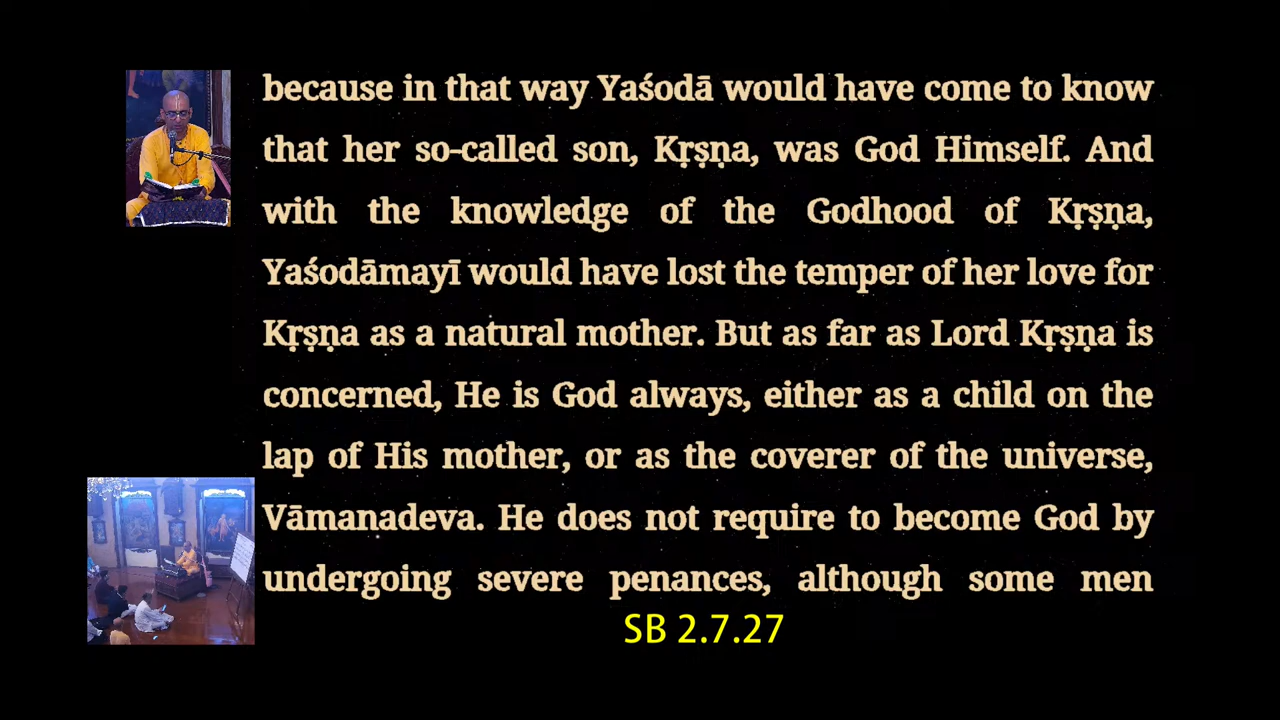 because in that way Yaśodā would have come to know
that her so-called son, Kṛṣṇa, was God Himself. And
with the knowledge of the Godhood of Kṛṣṇa,
Yaśodāmayī would have lost the temper of her love for
Kṛṣṇa as a natural mother. But as far as Lord Kṛṣṇa is
concerned, He is God always, either as a child on the
lap of His mother, or as the coverer of the universe,
Vāmaṇadeva. He does not require to become God by
undergoing severe penances, although some men
SB 2.7.27